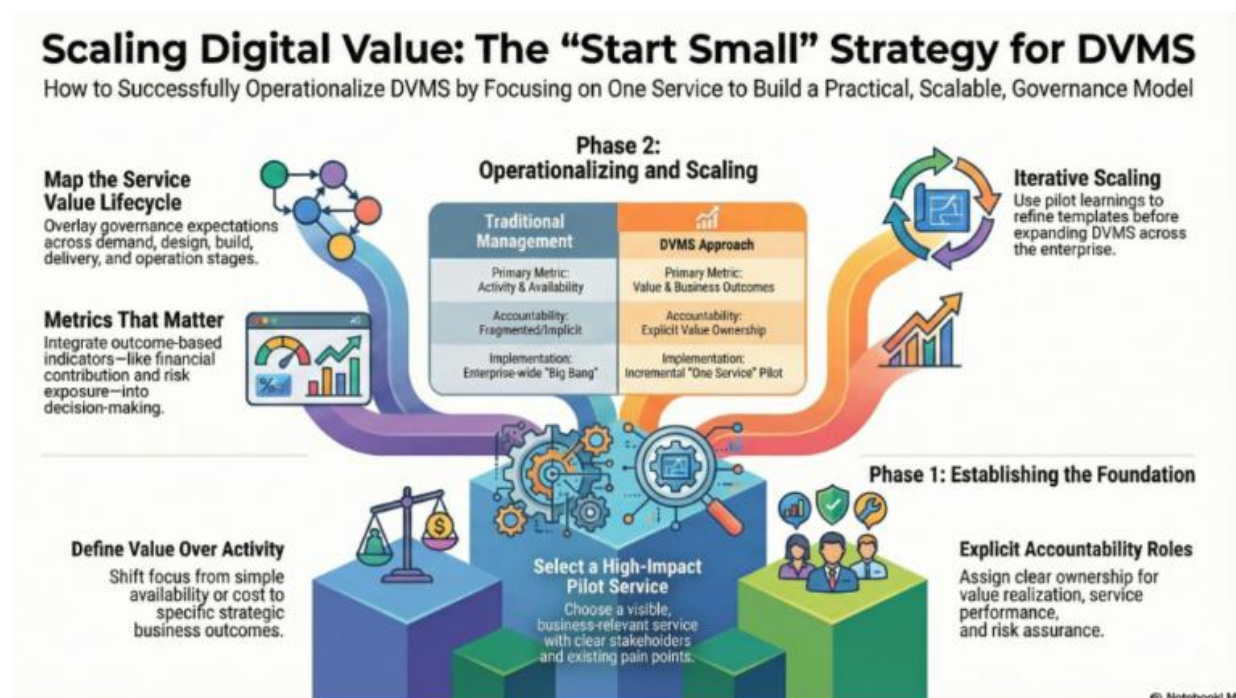 Scaling Digital Value: The “Start Small” Strategy for DVMS
How to Successfully Operationalize DVMS by Focusing on One Service to Build a Practical, Scalable, Governance Model
Phase 2:
Operationalizing and Scaling
Map the Service
Value Lifecycle
Overlay governance expectations
across demand, design, build,
delivery, and operation stages.
Metrics That Matter
Integrate outcome-based
indicators—like financial
contribution and risk
exposure—into
decision-making.
Traditional
Management
Primary Metric:
Activity & Availability
Accountability:
Fragmented/Implicit
Implementation:
Enterprise-wide "Big Bang"
DVMS Approach
Primary Metric:
Value & Business Outcomes
Accountability:
Explicit Value Ownership
Implementation:
Incremental "One Service" Pilot
Iterative Scaling
Use pilot learnings to
refine templates before
expanding DVMS across
the enterprise.
Phase 1: Establishing the Foundation
Define Value Over Activity
Shift focus from simple
availability or cost to
specific strategic
business outcomes.
$
Select a High-Impact
Pilot Service
Choose a visible,
business-relevant service
with clear stakeholders
and existing pain points.
Explicit Accountability Roles
Assign clear ownership for
value realization, service
performance,
and risk assurance.